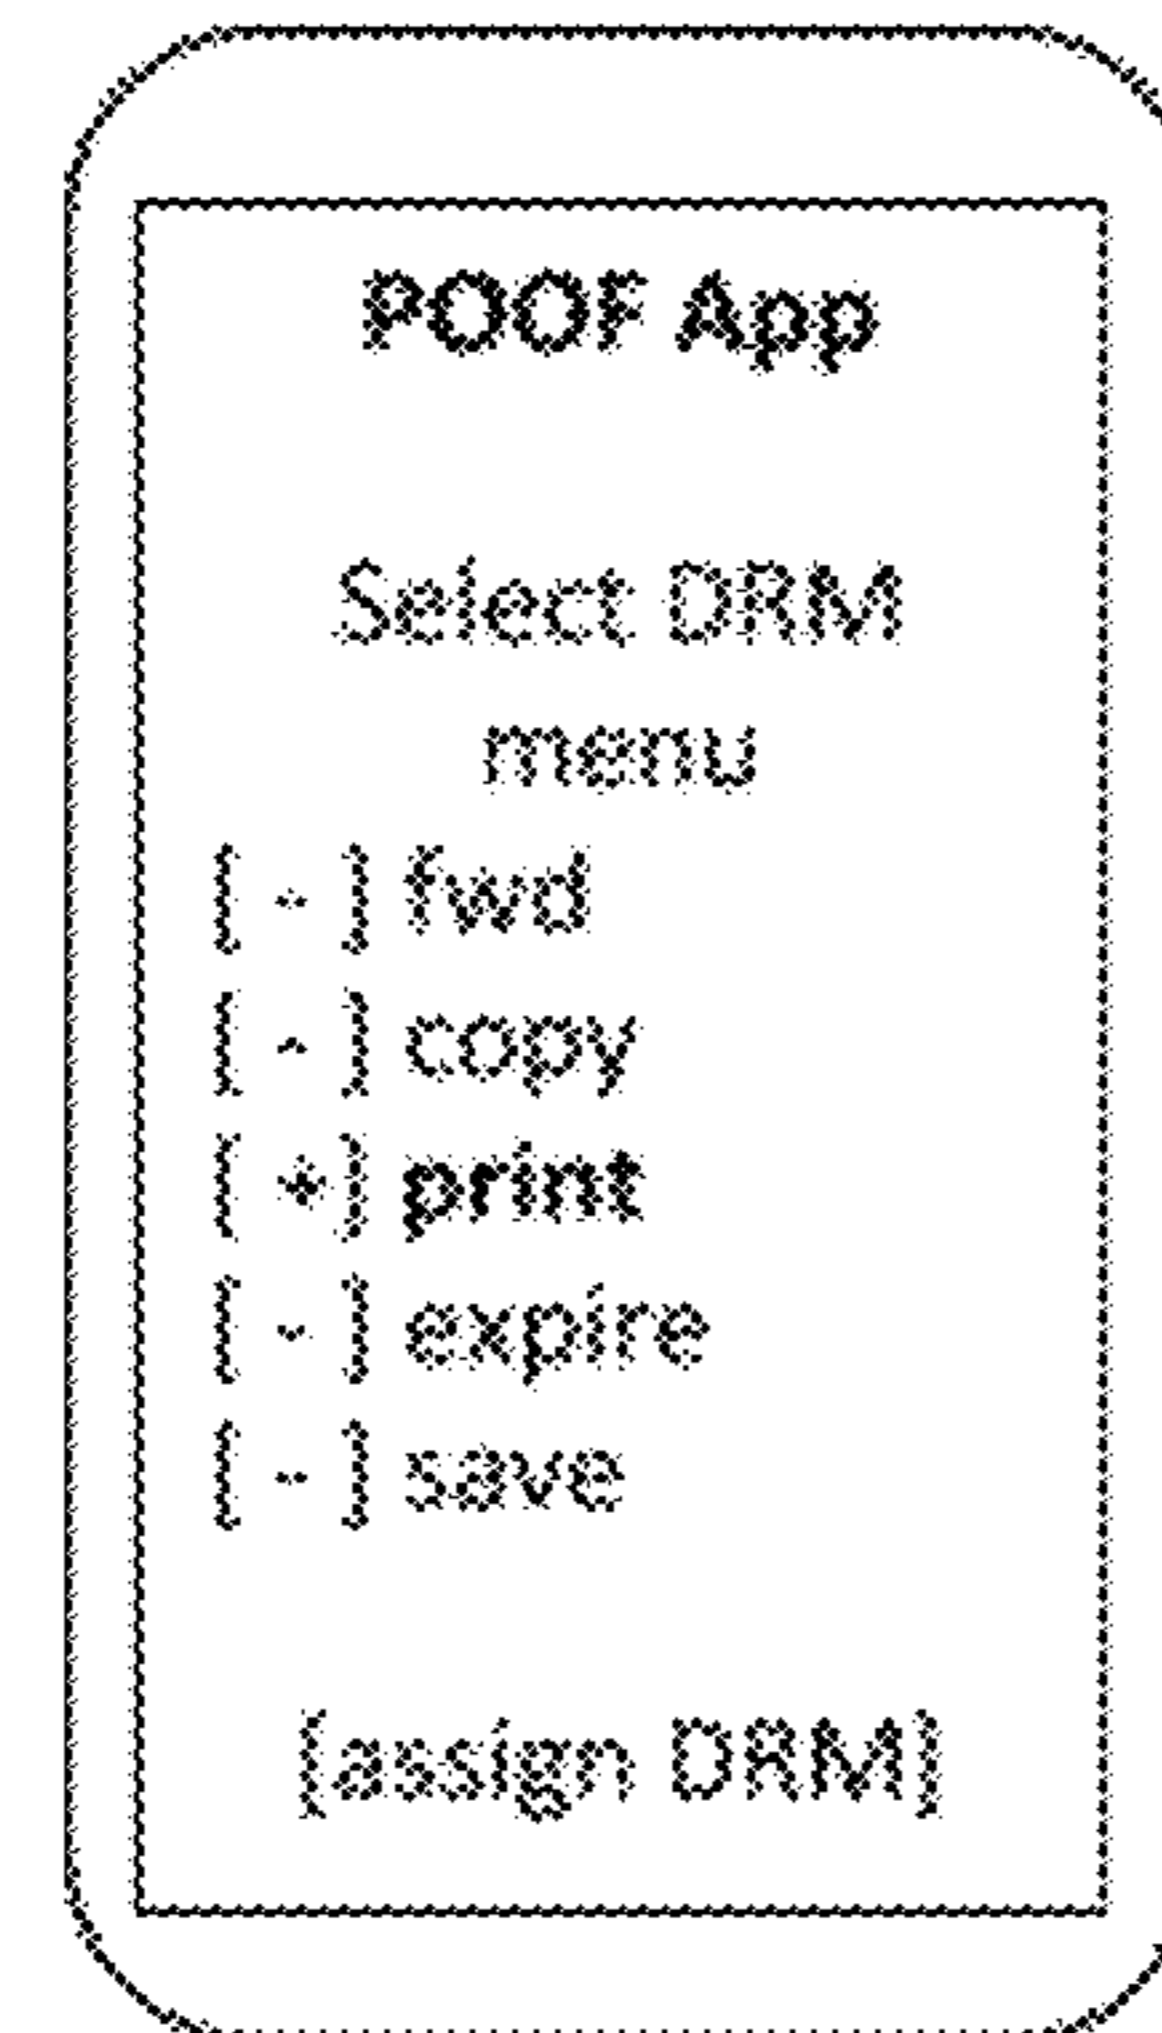 POOF App
Select DRM
menu
[ - ] fwd
[ - ] copy
[ +] print
[ - ] expire
[ - ] save
[assign DRM]